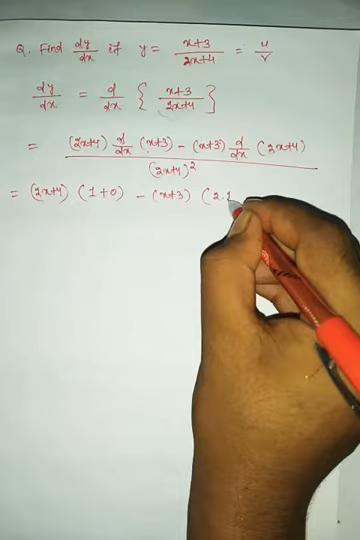 Q. Find dy/dx if y = x+3/2x+4 = u/v
dy/dx = d/dx { x+3/2x+4 }
= (2x+4) d/dx (x+3) - (x+3) d/dx (2x+4) / (2x+4)²
= (2x+4) (1+0) - (x+3) (2.1